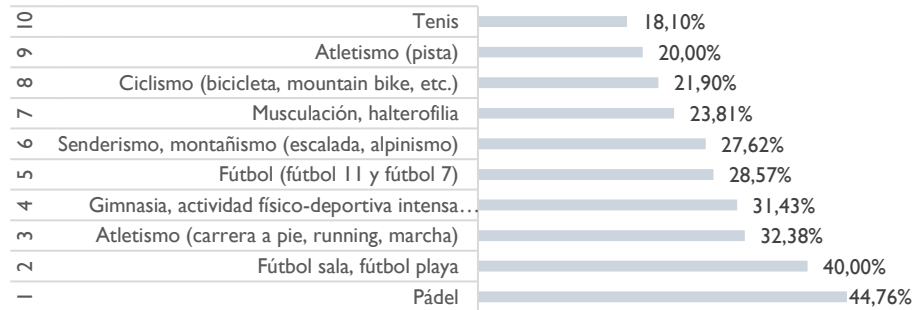 10 Tenis 18,10%
9 Atletismo (pista) 20,00%
8 Ciclismo (bicicleta, mountain bike, etc.) 21,90%
7 Musculación, halterofilia 23,81%
6 Senderismo, montañismo (escalada, alpinismo) 27,62%
5 Fútbol (fútbol 11 y fútbol 7) 28,57%
4 Gimnasia, actividad físico-deportiva intensa… 31,43%
3 Atletismo (carrera a pie, running, marcha) 32,38%
2 Fútbol sala, fútbol playa 40,00%
1 Pádel 44,76%